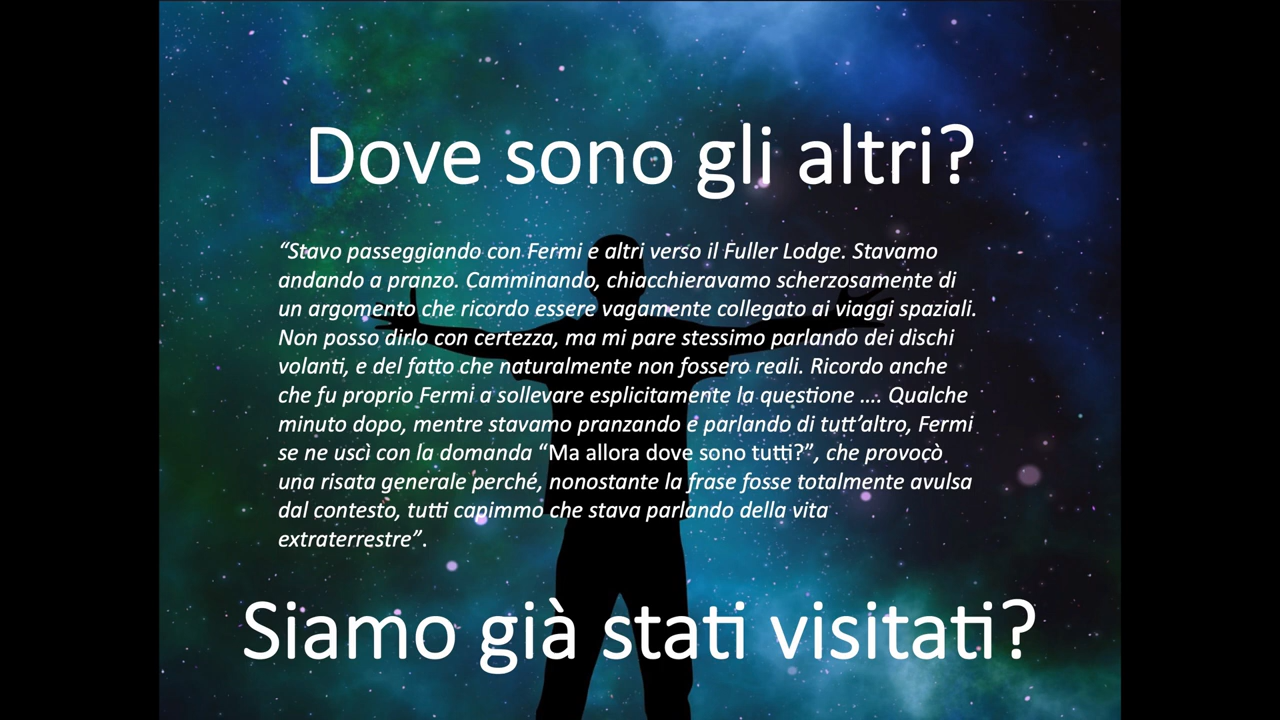 Dove sono gli altri?
“Stavo passeggiando con Fermi e altri verso il Fuller Lodge. Stavamo
andando a pranzo. Camminando, chiacchieravamo scherzosamente di
un argomento che ricordo essere vagamente collegato ai viaggi spaziali.
Non posso dirlo con certezza, ma mi pare stessimo parlando dei dischi
volanti, e del fatto che naturalmente non fossero reali. Ricordo anche
che fu proprio Fermi a sollevare esplicitamente la questione .... Qualche
minuto dopo, mentre stavamo pranzando e parlando di tutt’altro, Fermi
se ne uscì con la domanda “Ma allora dove sono tutti?”, che provocò
una risata generale perché, nonostante la frase fosse totalmente avulsa
dal contesto, tutti capimmo che stava parlando della vita
extraterrestre”.
Siamo già stati visitati?